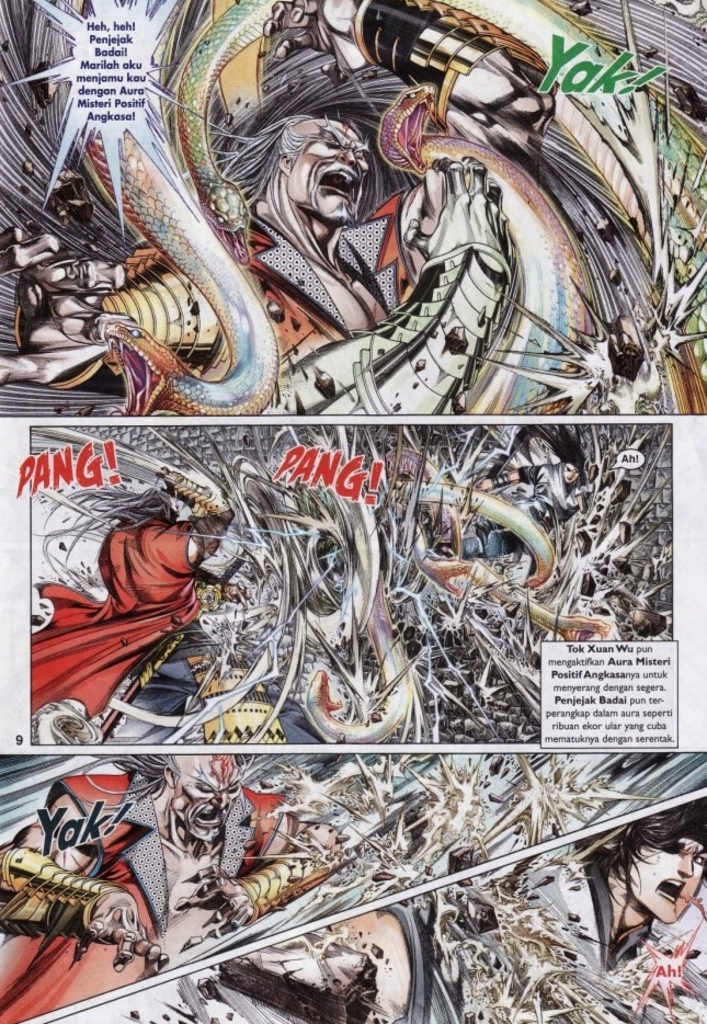 Heh, heh!
Penjejak
Badai!
Marilah aku
menjamu kau
dengan Aura
Misteri Positif
Angkasa!
Yak!
PANG!
PANG!
Ah!
Tok Xuan Wu pun
mengaktifkan Aura Misteri
Positif Angkasanya untuk
menyerang dengan segera.
Penjejak Badai pun ter-
perangkap dalam aura seperti
ribuan ekor ular yang cuba
mematuknya dengan serentak.
9
Yak!
Ah!